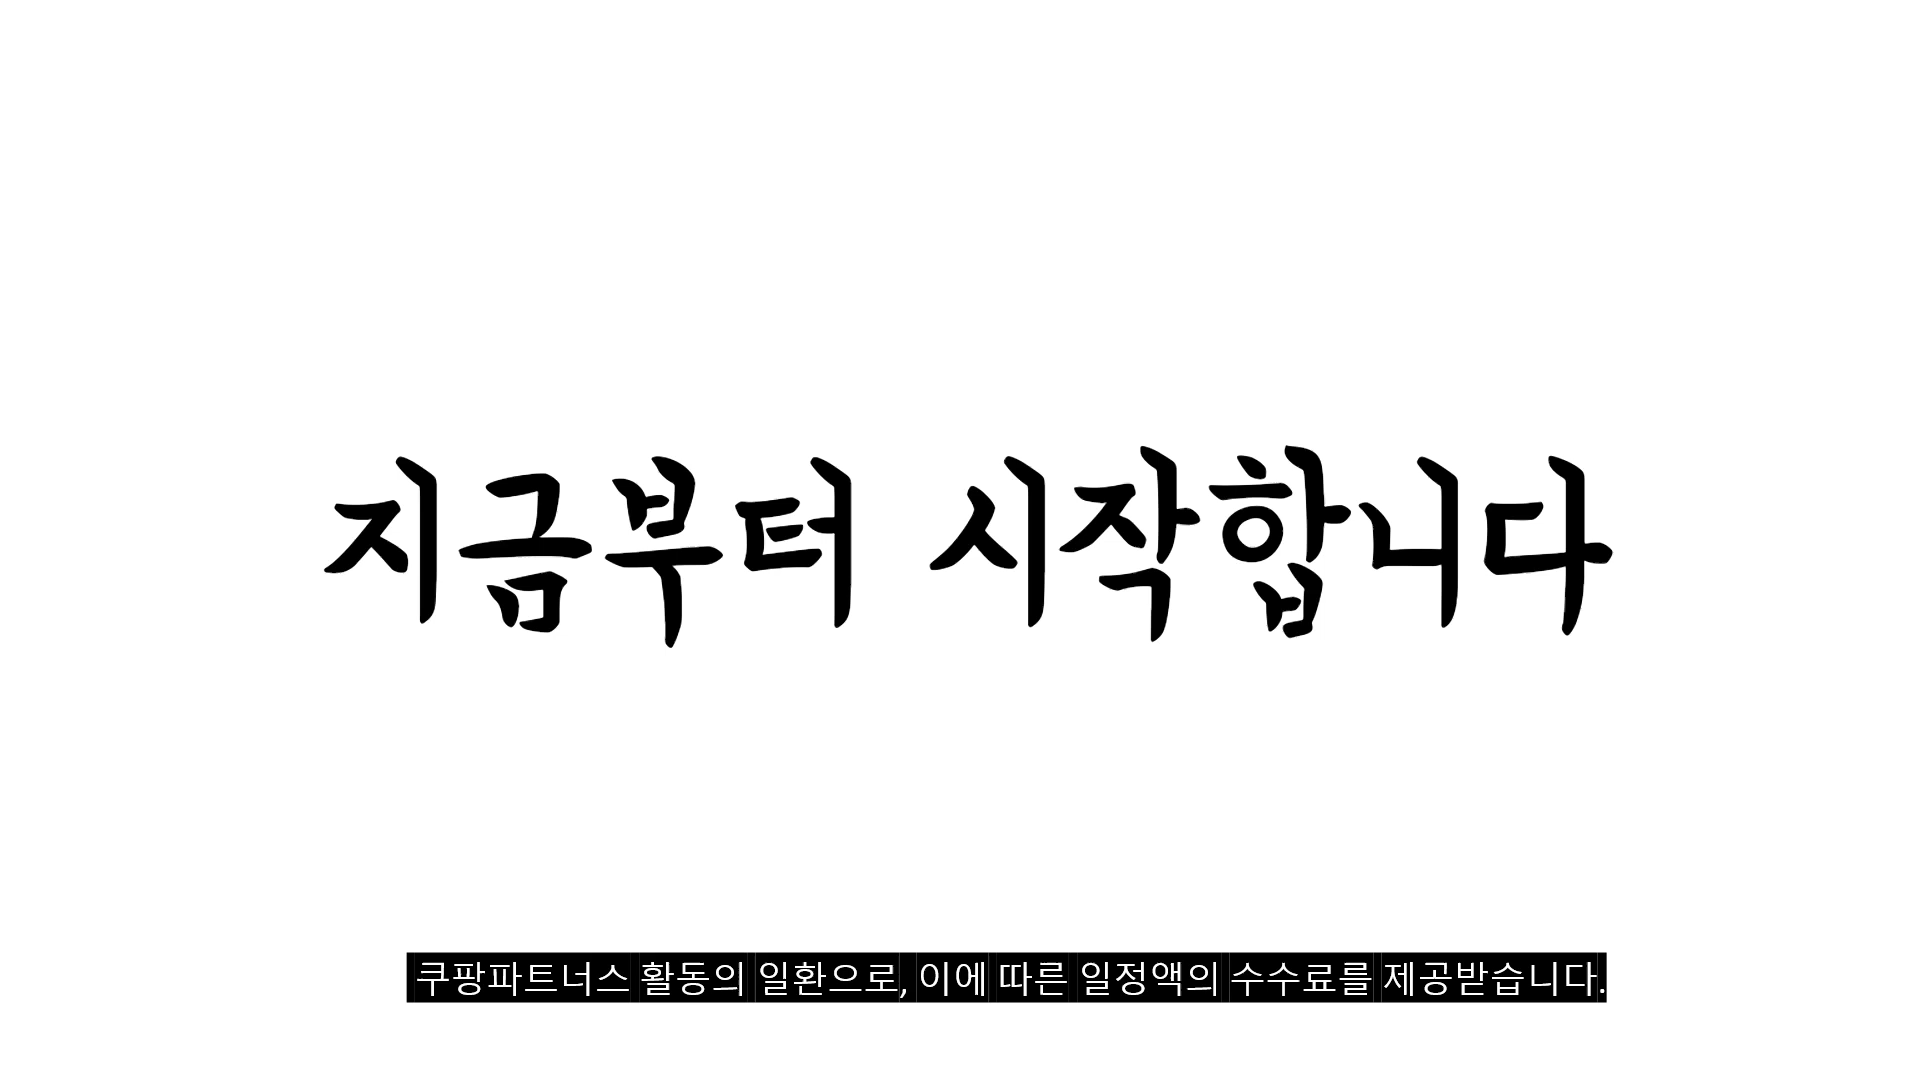 지금부터 시작합니다
쿠팡파트너스 활동의 일환으로, 이에 따른 일정액의 수수료를 제공받습니다.